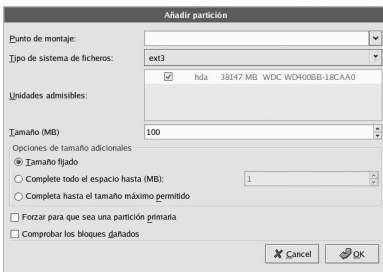 Añadir partición
Punto de montaje:
Tipo de sistema de ficheros: ext3
hda 38147 MB WDC WD400BB-18CAA0
Unidades admisibles:
Tamaño (MB) 100
Opciones de tamaño adicionales
Tamaño fijado
Complete todo el espacio hasta (MB): 1
Completa hasta el tamaño máximo permitido
Forzar para que sea una partición primaria
Comprobar los bloques dañados
Cancel OK